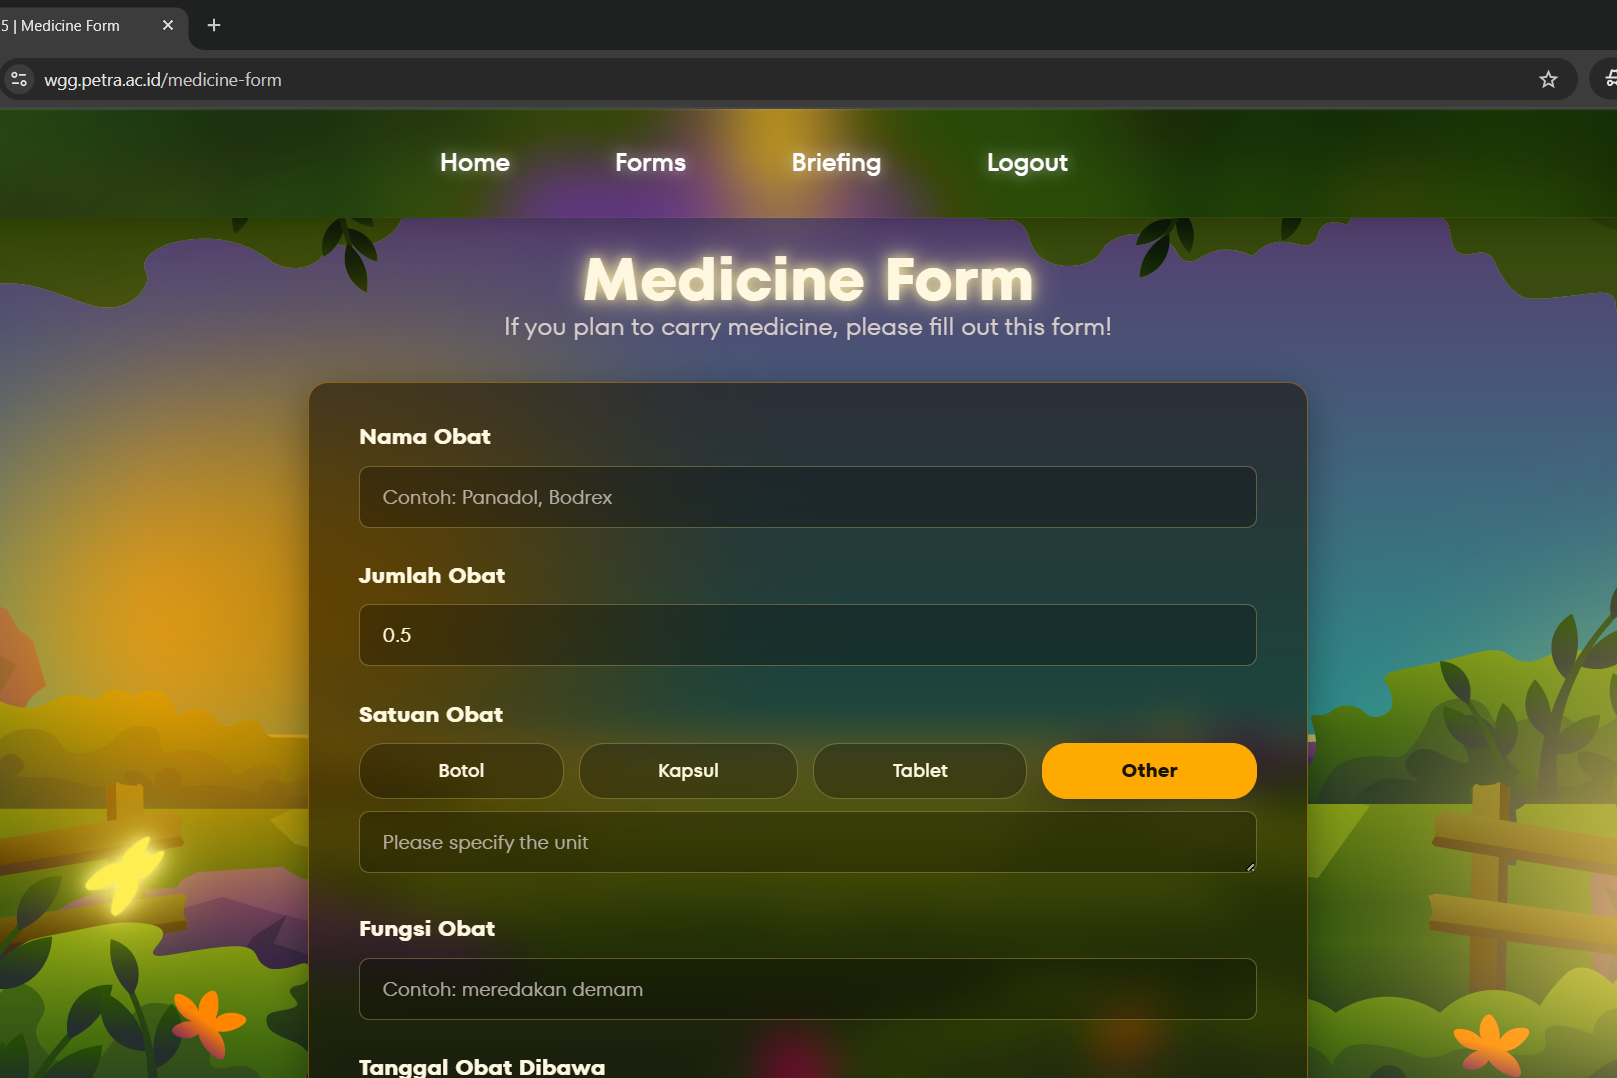 5 | Medicine Form
wgg.petra.ac.id/medicine-form
Home Forms Briefing Logout
Medicine Form
If you plan to carry medicine, please fill out this form!
Nama Obat
Contoh: Panadol, Bodrex
Jumlah Obat
0.5
Satuan Obat
Botol Kapsul Tablet Other
Please specify the unit
Fungsi Obat
Contoh: meredakan demam
Tanggal Obat Dibawa